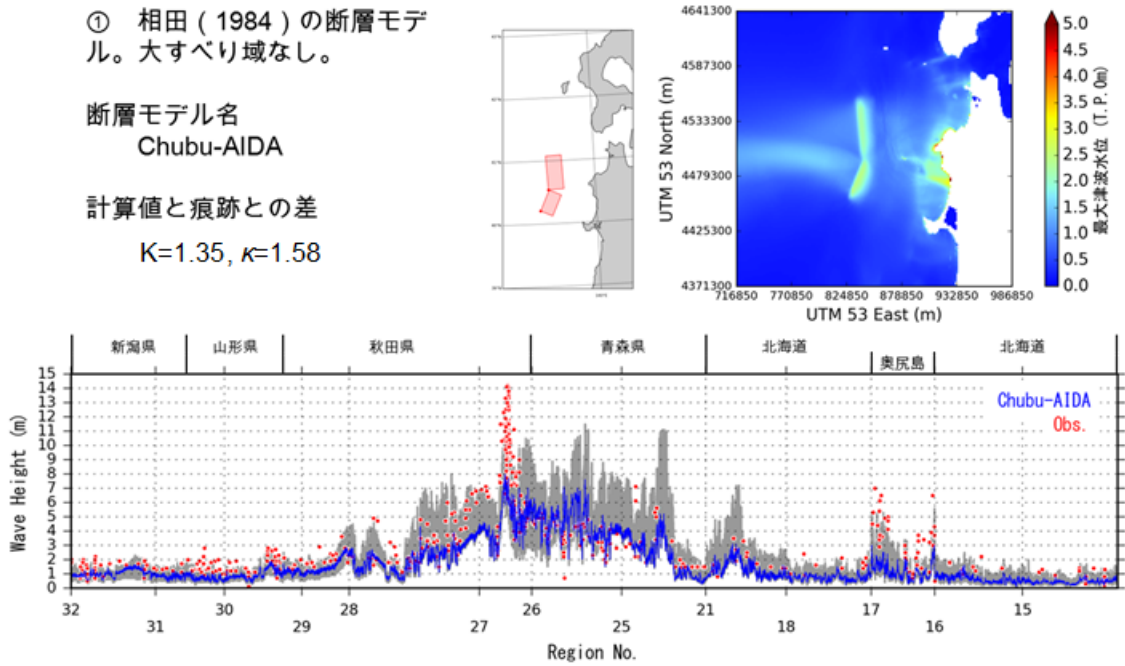 ① 相田(1984)の断層モデ
ル。大すべり域なし。
断層モデル名
Chubu-AIDA
計算値と痕跡との差
K=1.35, κ=1.58
4641300
4587300
4533300
4479300
4425300
4371300
UTM 53 North (m)
716850 770850 824850 878850 932850 986850
UTM 53 East (m)
5.0
4.5
4.0
3.5
3.0
2.5
2.0
1.5
1.0
0.5
0.0
最大津波水位 (T.P.0m)
新潟県 山形県 秋田県 青森県 北海道 奥尻島 北海道
15
14
13
12
11
10
9
8
7
6
5
4
3
2
1
0
Wave Height (m)
Chubu-AIDA
Obs.
32 30 28 26 21 17 15
31 29 27 25 18 16
Region No.